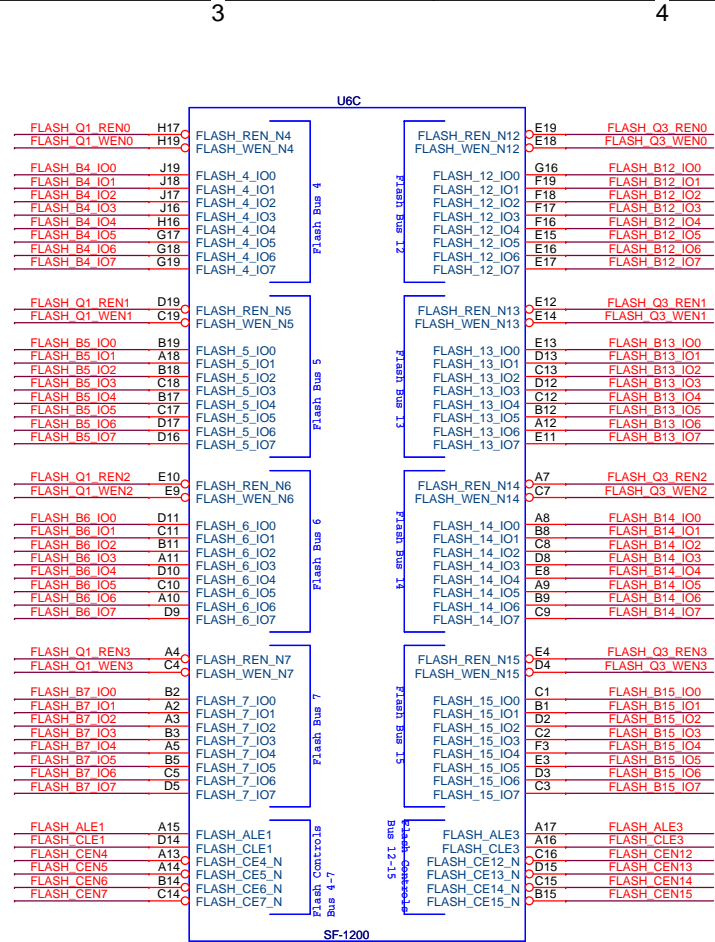 3 4
U6C
FLASH_Q1_REN0 H17 FLASH_REN_N4 FLASH_REN_N12 E19 FLASH_Q3_REN0
FLASH_Q1_WEN0 H19 FLASH_WEN_N4 FLASH_WEN_N12 E18 FLASH_Q3_WEN0
FLASH_B4_IO0 J19 FLASH_4_IO0 FLASH_12_IO0 G16 FLASH_B12_IO0
FLASH_B4_IO1 J18 FLASH_4_IO1 FLASH_12_IO1 F19 FLASH_B12_IO1
FLASH_B4_IO2 J17 FLASH_4_IO2 FLASH_12_IO2 F18 FLASH_B12_IO2
FLASH_B4_IO3 J16 FLASH_4_IO3 FLASH_12_IO3 F17 FLASH_B12_IO3
FLASH_B4_IO4 H16 FLASH_4_IO4 FLASH_12_IO4 F16 FLASH_B12_IO4
FLASH_B4_IO5 G17 FLASH_4_IO5 FLASH_12_IO5 E15 FLASH_B12_IO5
FLASH_B4_IO6 G18 FLASH_4_IO6 FLASH_12_IO6 E16 FLASH_B12_IO6
FLASH_B4_IO7 G19 FLASH_4_IO7 FLASH_12_IO7 E17 FLASH_B12_IO7
Flash Bus 4
Flash Bus 12
FLASH_Q1_REN1 D19 FLASH_REN_N5 FLASH_REN_N13 E12 FLASH_Q3_REN1
FLASH_Q1_WEN1 C19 FLASH_WEN_N5 FLASH_WEN_N13 E14 FLASH_Q3_WEN1
FLASH_B5_IO0 B19 FLASH_5_IO0 FLASH_13_IO0 E13 FLASH_B13_IO0
FLASH_B5_IO1 A18 FLASH_5_IO1 FLASH_13_IO1 D13 FLASH_B13_IO1
FLASH_B5_IO2 B18 FLASH_5_IO2 FLASH_13_IO2 C13 FLASH_B13_IO2
FLASH_B5_IO3 C18 FLASH_5_IO3 FLASH_13_IO3 D12 FLASH_B13_IO3
FLASH_B5_IO4 B17 FLASH_5_IO4 FLASH_13_IO4 C12 FLASH_B13_IO4
FLASH_B5_IO5 C17 FLASH_5_IO5 FLASH_13_IO5 B12 FLASH_B13_IO5
FLASH_B5_IO6 D17 FLASH_5_IO6 FLASH_13_IO6 A12 FLASH_B13_IO6
FLASH_B5_IO7 D16 FLASH_5_IO7 FLASH_13_IO7 E11 FLASH_B13_IO7
Flash Bus 5
Flash Bus 13
FLASH_Q1_REN2 E10 FLASH_REN_N6 FLASH_REN_N14 A7 FLASH_Q3_REN2
FLASH_Q1_WEN2 E9 FLASH_WEN_N6 FLASH_WEN_N14 C7 FLASH_Q3_WEN2
FLASH_B6_IO0 D11 FLASH_6_IO0 FLASH_14_IO0 A8 FLASH_B14_IO0
FLASH_B6_IO1 C11 FLASH_6_IO1 FLASH_14_IO1 B8 FLASH_B14_IO1
FLASH_B6_IO2 B11 FLASH_6_IO2 FLASH_14_IO2 C8 FLASH_B14_IO2
FLASH_B6_IO3 A11 FLASH_6_IO3 FLASH_14_IO3 D8 FLASH_B14_IO3
FLASH_B6_IO4 D10 FLASH_6_IO4 FLASH_14_IO4 E8 FLASH_B14_IO4
FLASH_B6_IO5 C10 FLASH_6_IO5 FLASH_14_IO5 A9 FLASH_B14_IO5
FLASH_B6_IO6 A10 FLASH_6_IO6 FLASH_14_IO6 B9 FLASH_B14_IO6
FLASH_B6_IO7 D9 FLASH_6_IO7 FLASH_14_IO7 C9 FLASH_B14_IO7
Flash Bus 6
Flash Bus 14
FLASH_Q1_REN3 A4 FLASH_REN_N7 FLASH_REN_N15 E4 FLASH_Q3_REN3
FLASH_Q1_WEN3 C4 FLASH_WEN_N7 FLASH_WEN_N15 D4 FLASH_Q3_WEN3
FLASH_B7_IO0 B2 FLASH_7_IO0 FLASH_15_IO0 C1 FLASH_B15_IO0
FLASH_B7_IO1 A2 FLASH_7_IO1 FLASH_15_IO1 B1 FLASH_B15_IO1
FLASH_B7_IO2 A3 FLASH_7_IO2 FLASH_15_IO2 D2 FLASH_B15_IO2
FLASH_B7_IO3 B3 FLASH_7_IO3 FLASH_15_IO3 C2 FLASH_B15_IO3
FLASH_B7_IO4 A5 FLASH_7_IO4 FLASH_15_IO4 F3 FLASH_B15_IO4
FLASH_B7_IO5 B5 FLASH_7_IO5 FLASH_15_IO5 E3 FLASH_B15_IO5
FLASH_B7_IO6 C5 FLASH_7_IO6 FLASH_15_IO6 D3 FLASH_B15_IO6
FLASH_B7_IO7 D5 FLASH_7_IO7 FLASH_15_IO7 C3 FLASH_B15_IO7
Flash Bus 7
Flash Bus 15
FLASH_ALE1 A15 FLASH_ALE1 FLASH_ALE3 A17 FLASH_ALE3
FLASH_CLE1 D14 FLASH_CLE1 FLASH_CLE3 A16 FLASH_CLE3
FLASH_CEN4 A13 FLASH_CE4_N FLASH_CE12_N C16 FLASH_CEN12
FLASH_CEN5 A14 FLASH_CE5_N FLASH_CE13_N D15 FLASH_CEN13
FLASH_CEN6 B14 FLASH_CE6_N FLASH_CE14_N C15 FLASH_CEN14
FLASH_CEN7 C14 FLASH_CE7_N FLASH_CE15_N B15 FLASH_CEN15
Flash Controls
Bus 4-7
Flash Controls
Bus 12-15
SF-1200